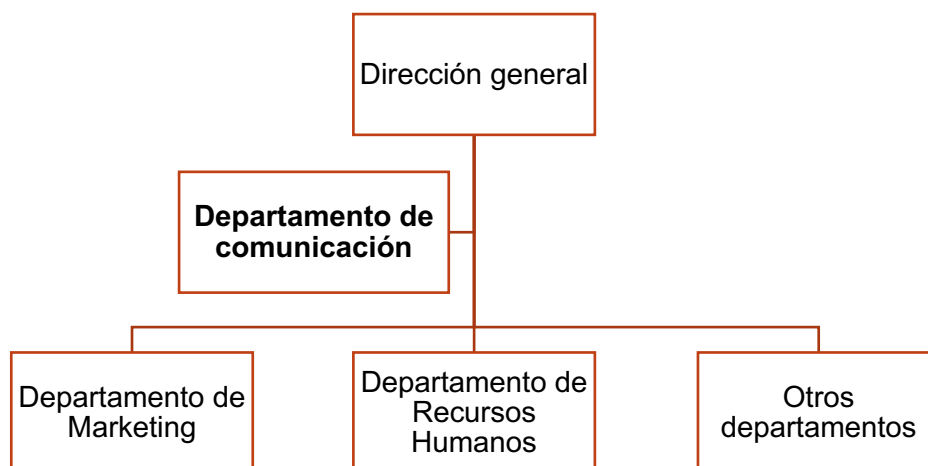 Dirección general
Departamento de
comunicación
Departamento de
Marketing
Departamento de
Recursos
Humanos
Otros
departamentos